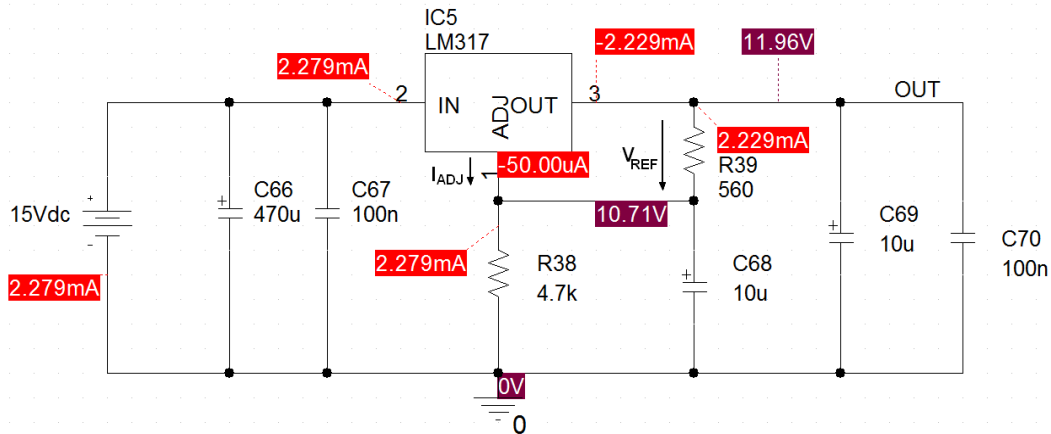 IC5
LM317
2.279mA
-2.229mA
11.96V
2
IN
ADJ
OUT
3
OUT
I_ADJ
1
-50.00uA
V_REF
2.229mA
R39
560
15Vdc
+
-
+
C66
470u
C67
100n
10.71V
+
C69
10u
C70
100n
2.279mA
2.279mA
R38
4.7k
+
C68
10u
0V
0